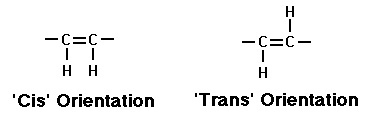 H
C=C
C=C
H H
H
'Cis' Orientation
'Trans' Orientation